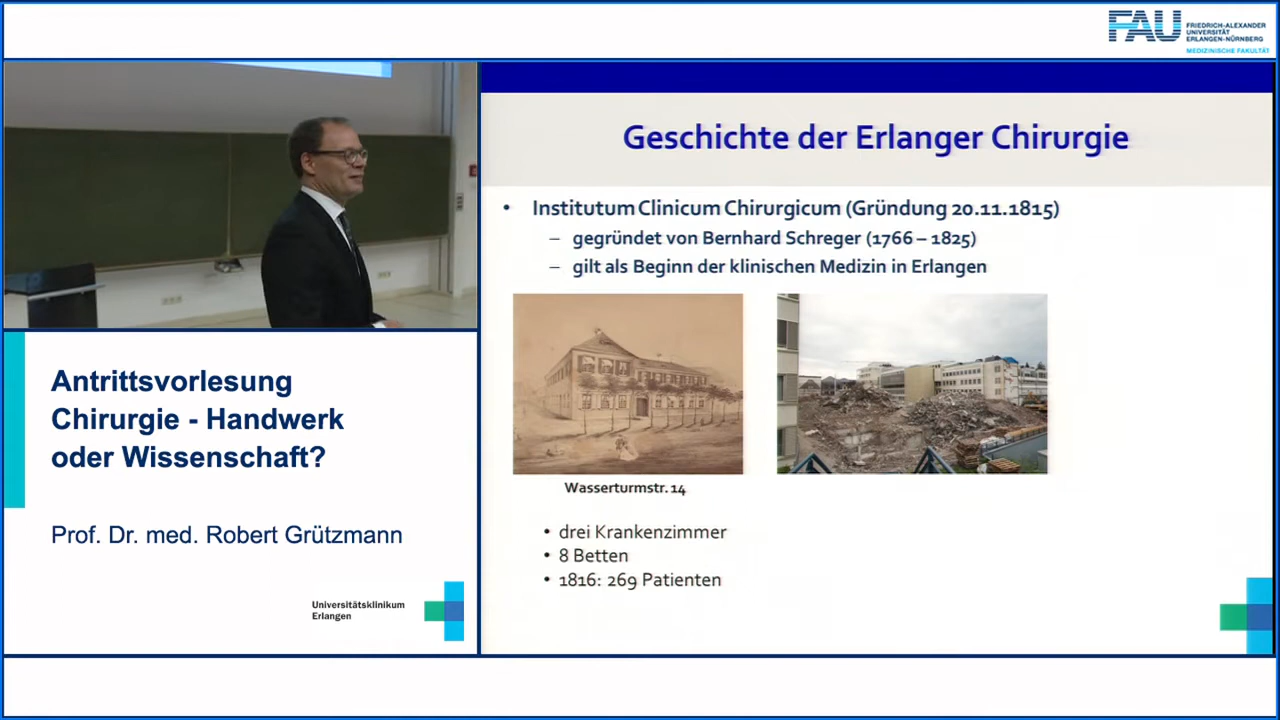 FAU FRIEDRICH-ALEXANDER
UNIVERSITÄT
ERLANGEN-NÜRNBERG
MEDIZINISCHE FAKULTÄT
Geschichte der Erlanger Chirurgie
• Institutum Clinicum Chirurgicum (Gründung 20.11.1815)
– gegründet von Bernhard Schreger (1766 – 1825)
– gilt als Beginn der klinischen Medizin in Erlangen
Wasserturmstr. 14
• drei Krankenzimmer
• 8 Betten
• 1816: 269 Patienten
Antrittsvorlesung
Chirurgie - Handwerk
oder Wissenschaft?
Prof. Dr. med. Robert Grützmann
Universitätsklinikum
Erlangen